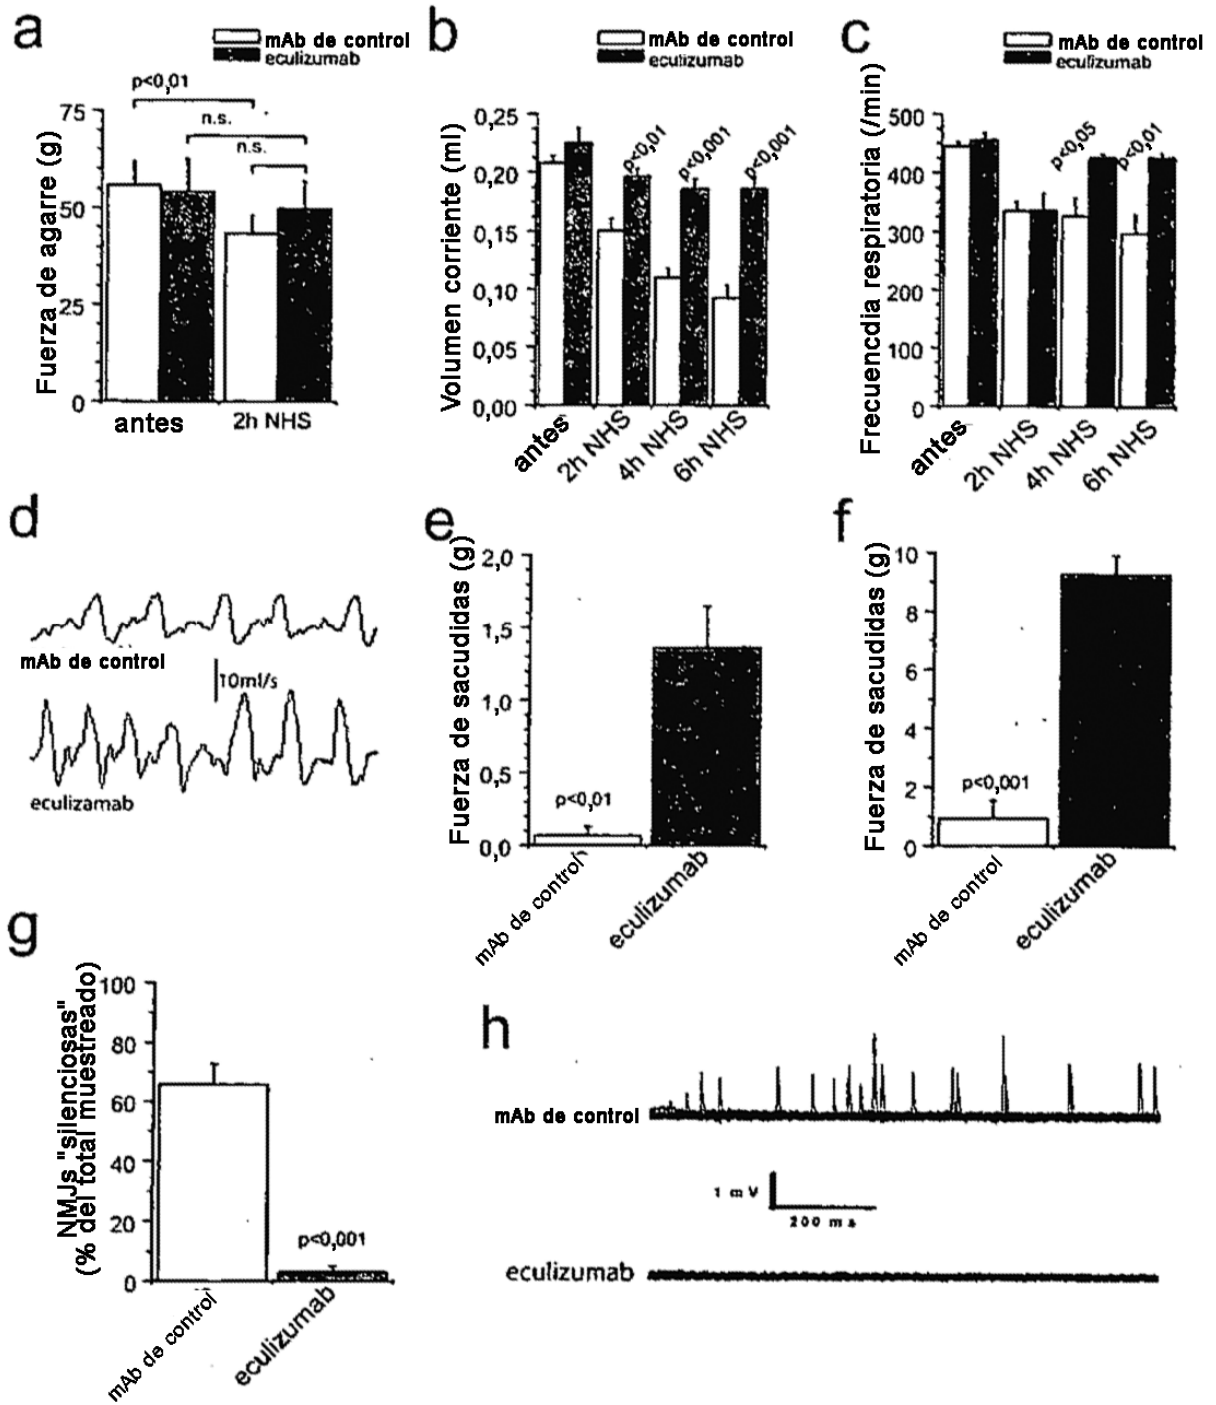 a
mAb de control
eculizumab
p<0,01
n.s.
n.s.
Fuerza de agarre (g)
75
50
25
0
antes
2h NHS
b
mAb de control
eculizumab
Volumen corriente (ml)
0,25
0,20
0,15
0,10
0,05
0,00
p<0,01
p<0,001
p<0,001
antes
2h NHS
4h NHS
6h NHS
c
mAb de control
eculizumab
Frecuencdia respiratoria (/min)
500
400
300
200
100
0
p<0,05
p<0,01
antes
2h NHS
4h NHS
6h NHS
d
mAb de control
10ml/s
eculizamab
e
Fuerza de sacudidas (g)
2,0
1,5
1,0
0,5
0,0
p<0,01
mAb de control
eculizumab
f
Fuerza de sacudidas (g)
10
8
6
4
2
0
p<0,001
mAb de control
eculizumab
g
NMJs "silenciosas"
(% del total muestreado)
100
80
60
40
20
0
p<0,001
mAb de control
eculizumab
h
mAb de control
1 mV
200 ms
eculizumab